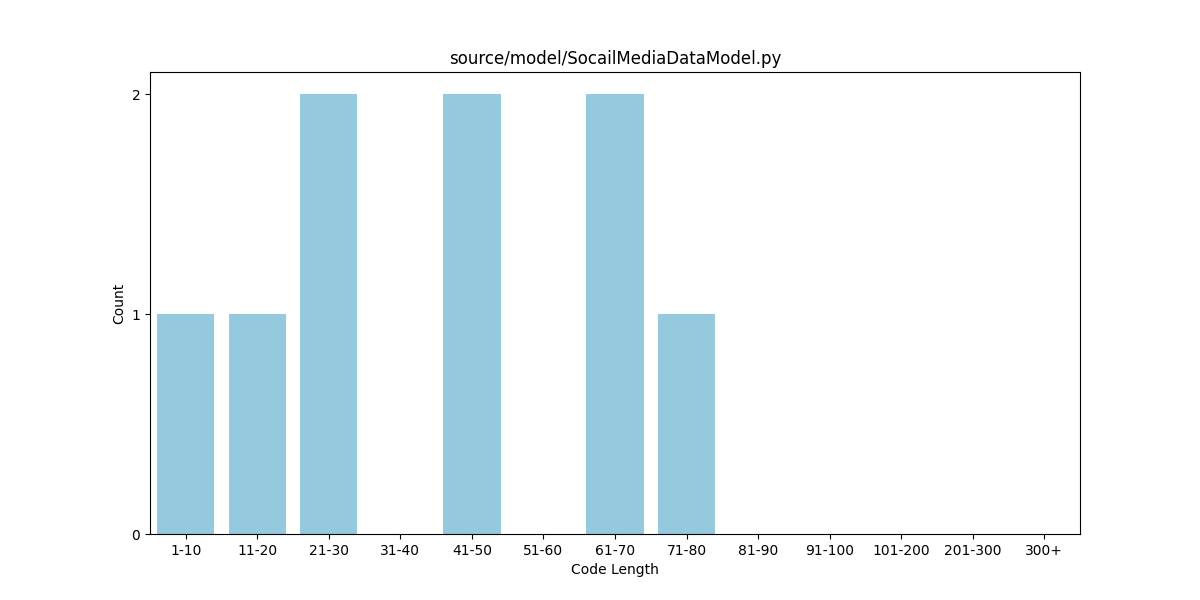 source/model/SocailMediaDataModel.py
Count
2
1
0
1-10 11-20 21-30 31-40 41-50 51-60 61-70 71-80 81-90 91-100 101-200 201-300 300+
Code Length